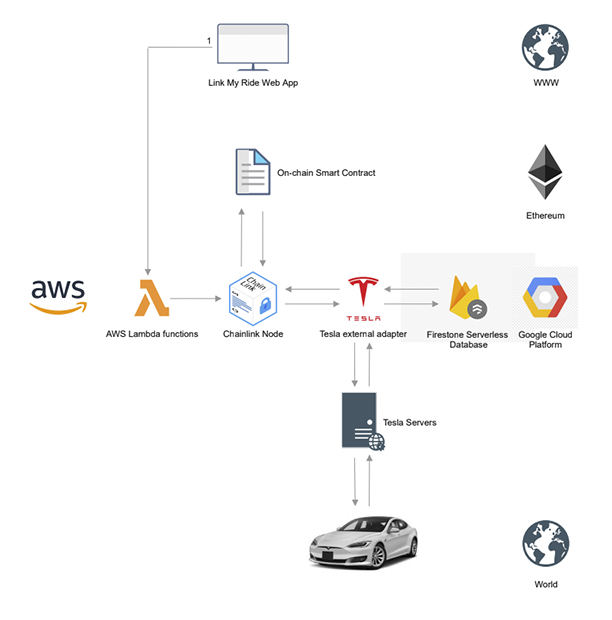 1
Link My Ride Web App
WWW
On-chain Smart Contract
Ethereum
aws
Chain
Link
TESLA
AWS Lambda functions
Chainlink Node
Tesla external adapter
Firestone Serverless
Database
Google Cloud
Platform
Tesla Servers
World